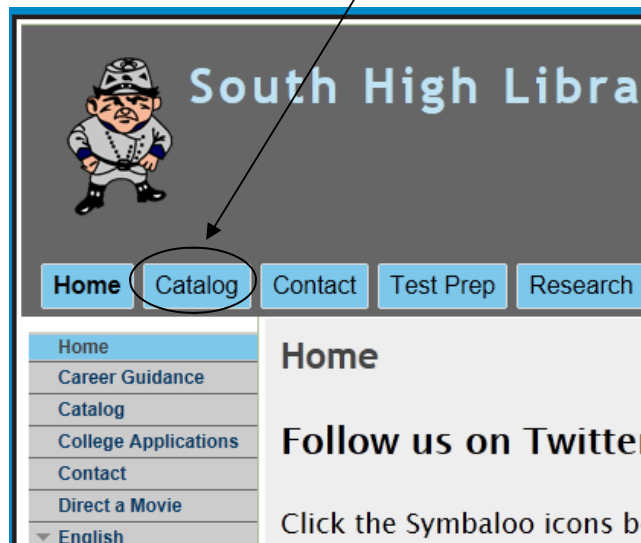 South High Libra
Home Catalog Contact Test Prep Research
Home
Career Guidance
Catalog
College Applications
Contact
Direct a Movie
English
Home
Follow us on Twitter
Click the Symbaloo icons b